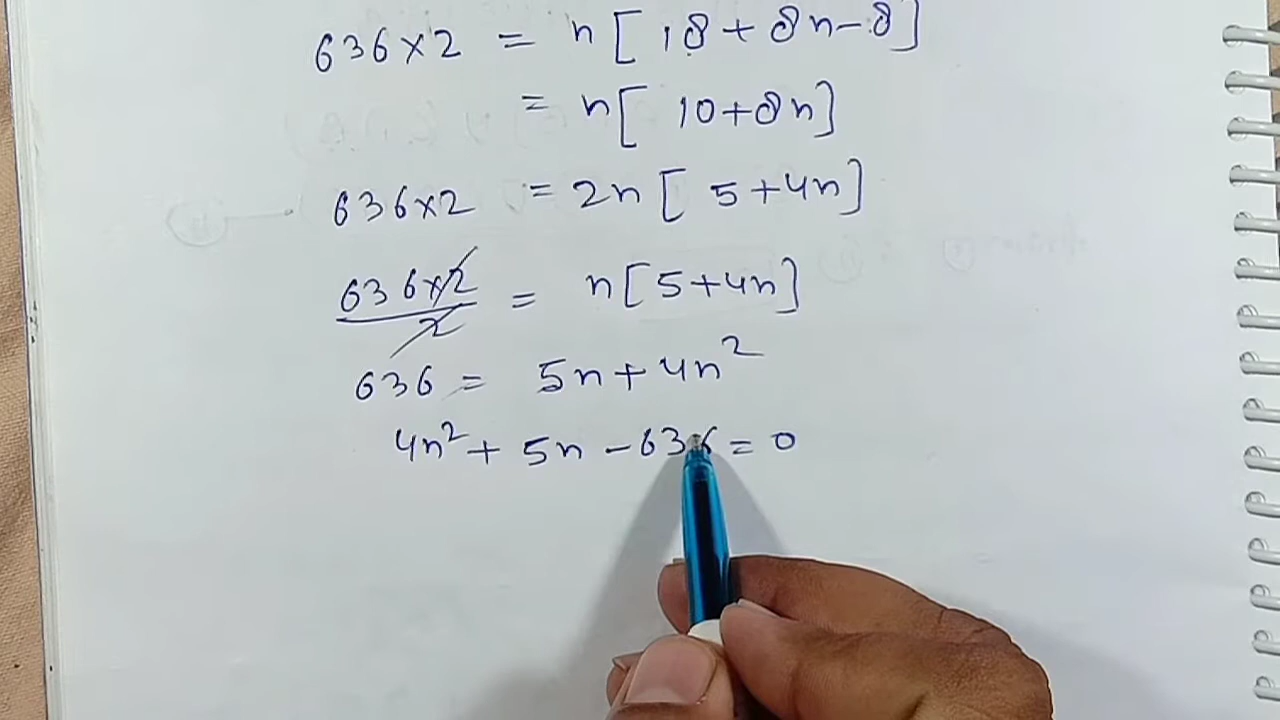 636×2 = n[18+8n-8]
= n[10+8n]
636×2 = 2n[5+4n]
636×2/2 = n[5+4n]
636 = 5n+4n²
4n²+5n-636=0